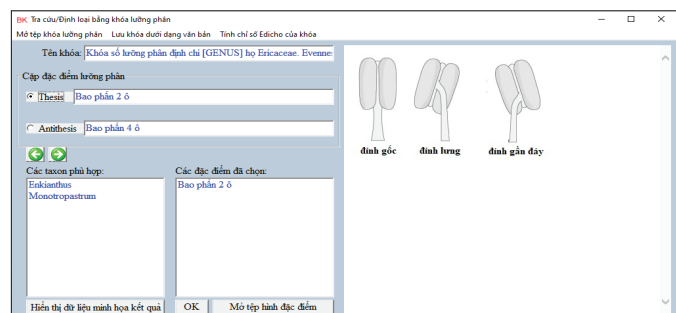 BK Tra cứu/Định loại bằng khóa lưỡng phân
Mở tệp khóa lưỡng phân Lưu khóa dưới dạng văn bản Tính chỉ số Edicho của khóa
Tên khóa: Khóa số lưỡng phân định chi [GENUS] họ Ericaceae. Evenne
Cặp đặc điểm lưỡng phân
Thesis Bao phấn 2 ô
Antithesis Bao phấn 4 ô
Các taxon phù hợp: Các đặc điểm đã chọn:
Enkianthus Bao phấn 2 ô
Monotropastrum
Hiển thị dữ liệu minh họa kết quả OK Mở tệp hình đặc điểm
đính gốc đính lưng đính gần đáy